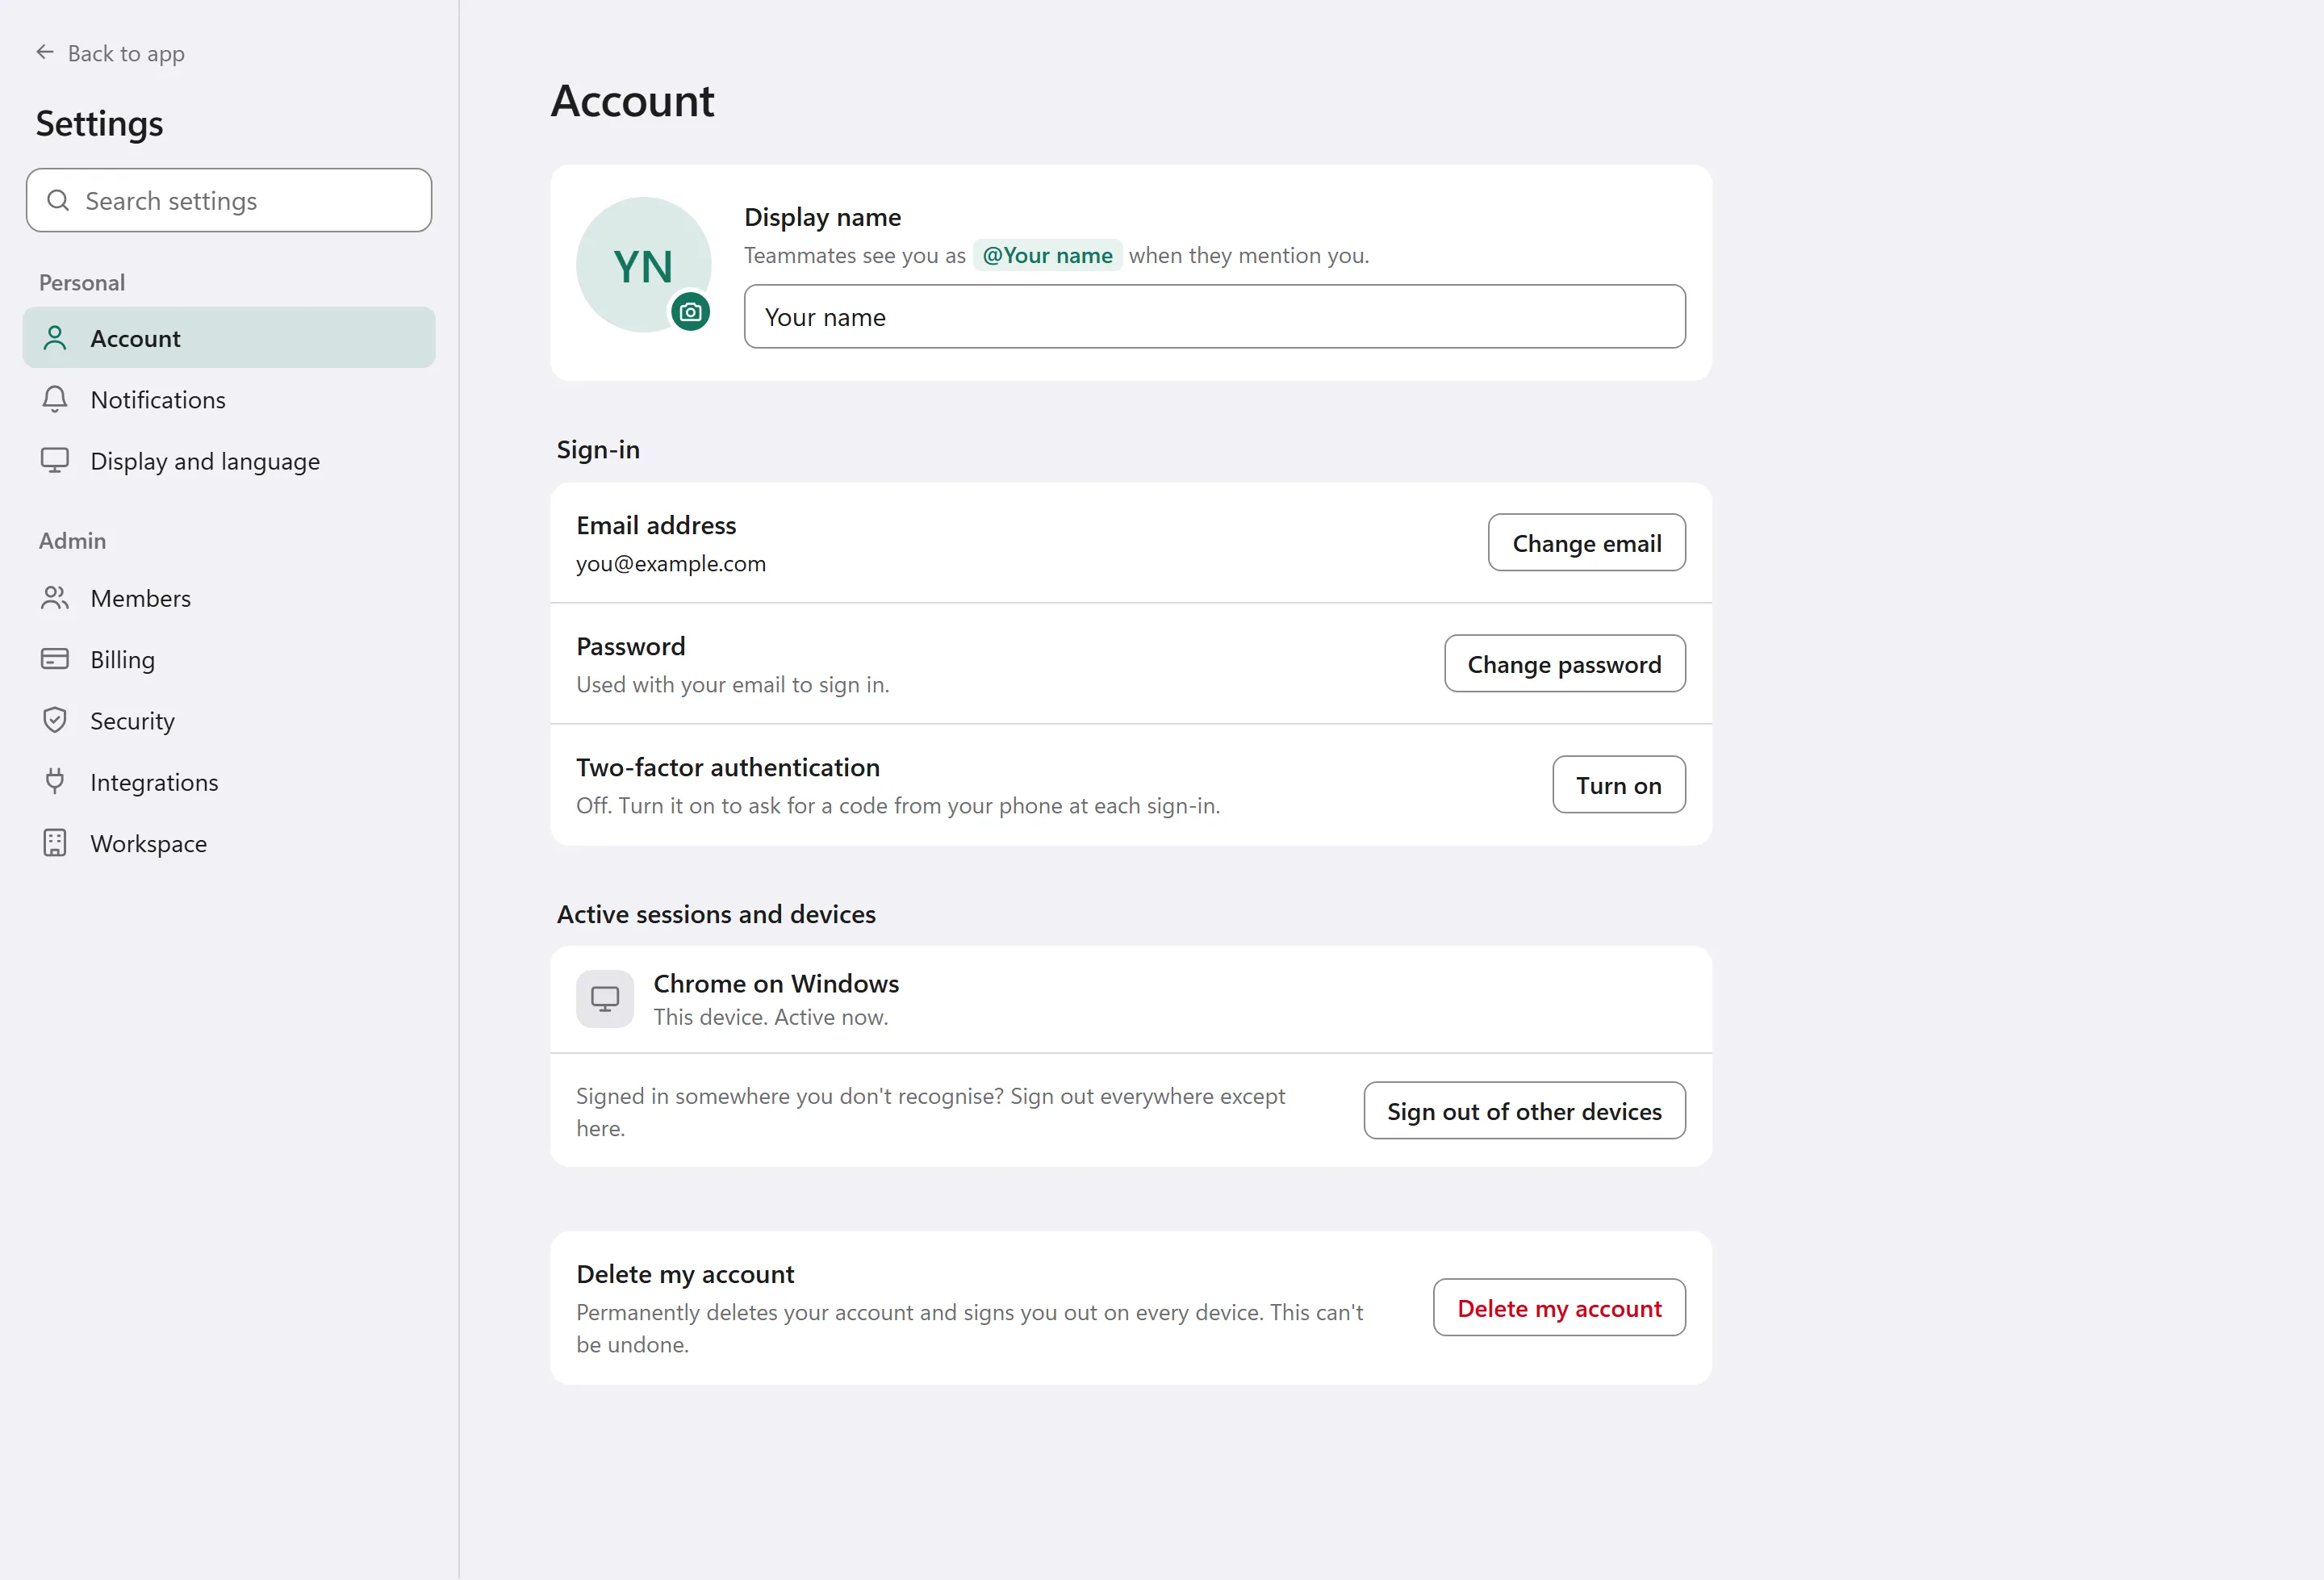 Back to app
Settings
Search settings
Personal
Account
Notifications
Display and language
Admin
Members
Billing
Security
Integrations
Workspace
Account
YN
Display name
Teammates see you as @Your name when they mention you.
Your name
Sign-in
Email address
you@example.com
Change email
Password
Used with your email to sign in.
Change password
Two-factor authentication
Off. Turn it on to ask for a code from your phone at each sign-in.
Turn on
Active sessions and devices
Chrome on Windows
This device. Active now.
Signed in somewhere you don't recognise? Sign out everywhere except
here.
Sign out of other devices
Delete my account
Permanently deletes your account and signs you out on every device. This can't
be undone.
Delete my account